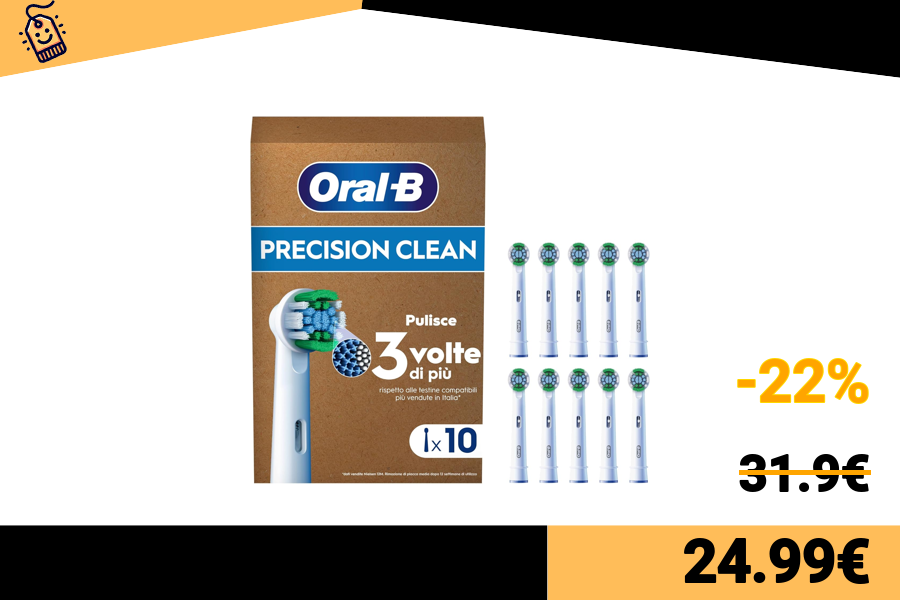 Oral-B
PRECISION CLEAN
Pulisce
3 volte
di più
rispetto alle testine compatibili
più vendute in Italia*
x10
-22%
31.9€
24.99€